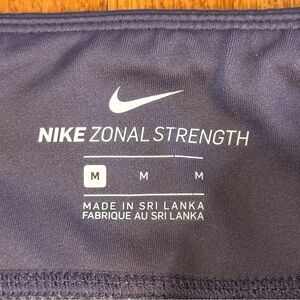 NIKE ZONAL STRENGTH
M M M
MADE IN SRI LANKA
FABRIQUE AU SRI LANKA